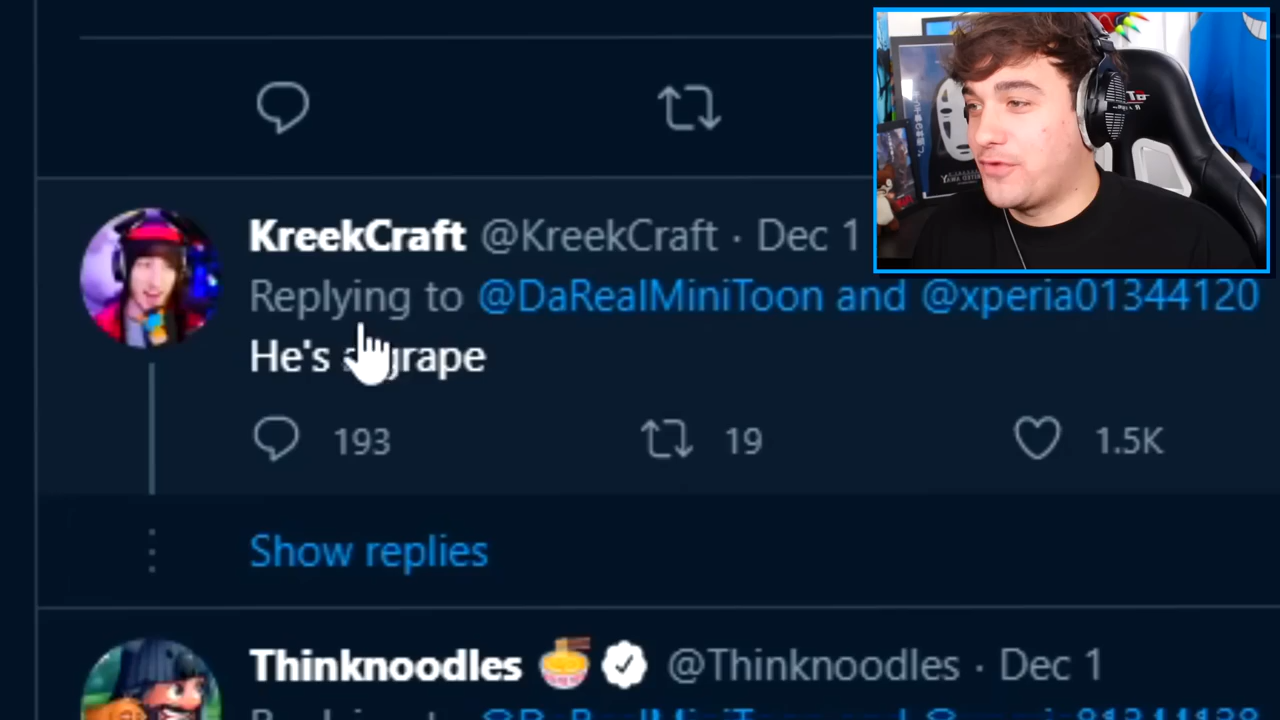 KreekCraft @KreekCraft · Dec 1
Replying to @DaRealMiniToon and @xperia01344120
He's a grape
193 19 1.5K
Show replies
Thinknoodles 🍜 @Thinknoodles · Dec 1